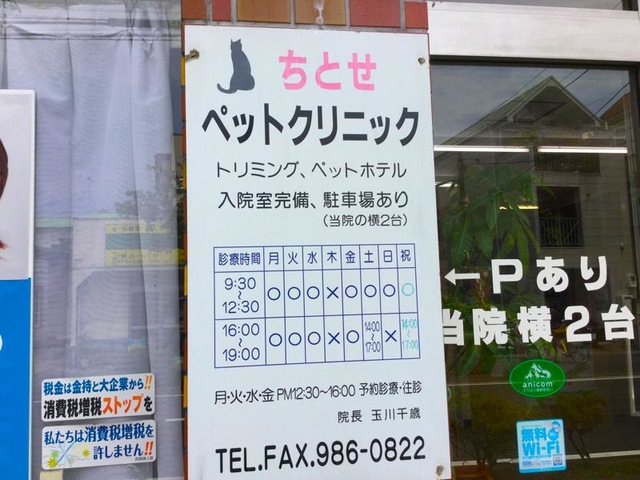 ちとせ
ペットクリニック
トリミング、ペットホテル
入院室完備、駐車場あり
(当院の横2台)
診療時間 月 火 水 木 金 土 日 祝
9:30〜12:30 ○ ○ ○ × ○ ○ ○ ○
16:00〜19:00 ○ ○ ○ × ○ 14:00〜17:00 × 14:00〜17:00
月・火・水・金 PM12:30〜16:00 予約診療・往診
院長 玉川千歳
TEL.FAX.986-0822
←Pあり
当院横2台
anicom
無料
Wi-Fi
税金は金持と大企業から!!
消費税増税ストップを
私たちは消費税増税を
許しません!!